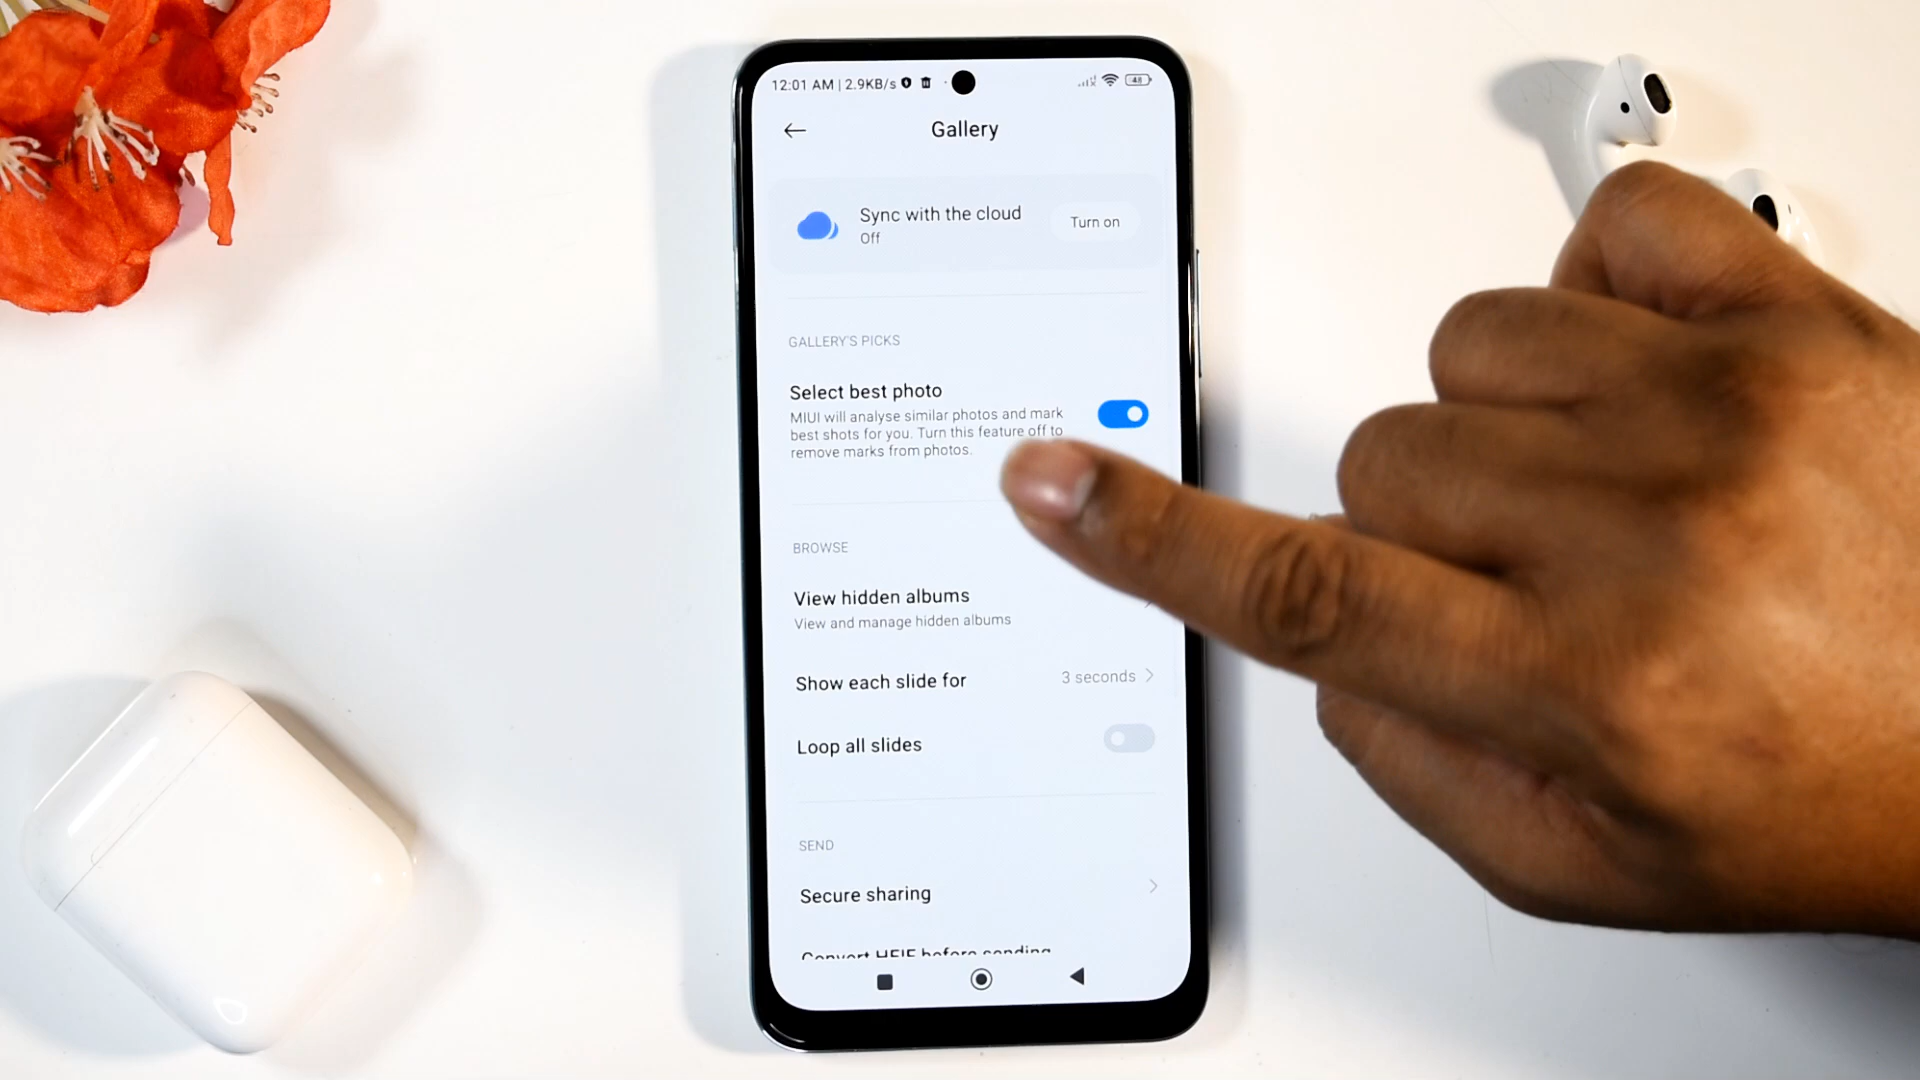 12:01 AM | 2.9KB/s
48
Gallery
Sync with the cloud
Off
Turn on
GALLERY'S PICKS
Select best photo
MIUI will analyse similar photos and mark
best shots for you. Turn this feature off to
remove marks from photos.
BROWSE
View hidden albums
View and manage hidden albums
Show each slide for
3 seconds
Loop all slides
SEND
Secure sharing
Convert HEIF before sending